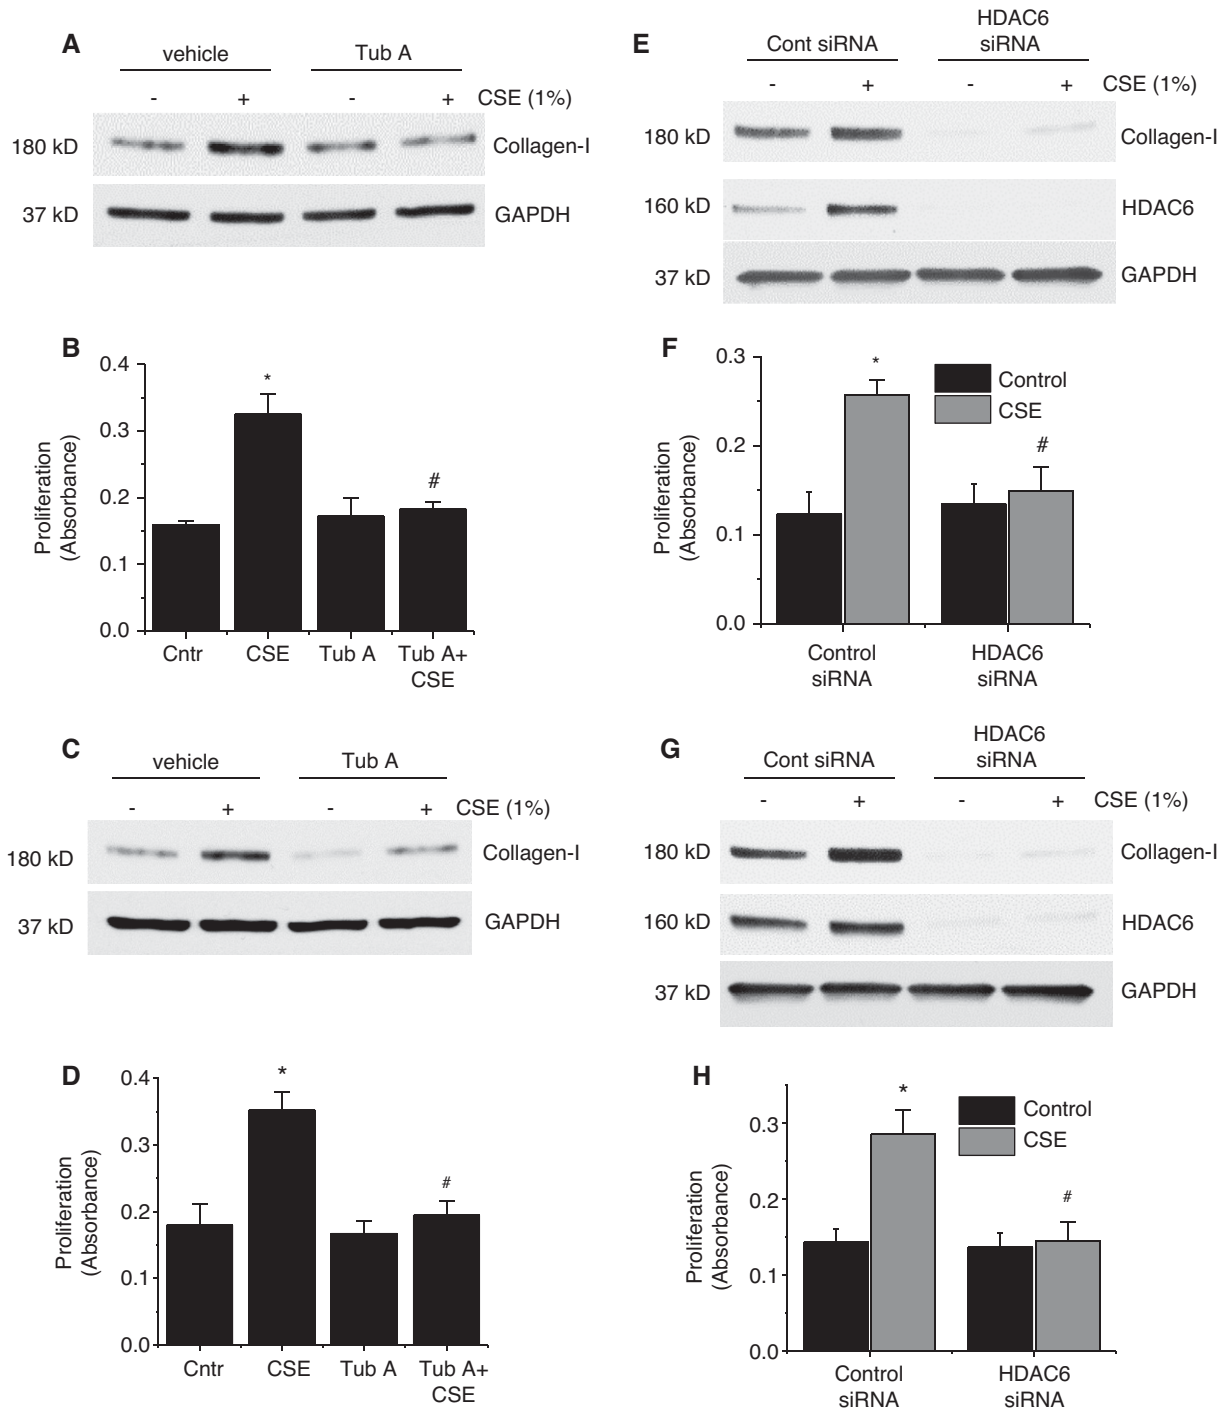 A
vehicle
Tub A
- + - + CSE (1%)
180 kD
Collagen-I
37 kD
GAPDH
B
0.4
0.3
0.2
0.1
0.0
Proliferation
(Absorbance)
*
#
Cntr
CSE
Tub A
Tub A+
CSE
C
vehicle
Tub A
- + - + CSE (1%)
180 kD
Collagen-I
37 kD
GAPDH
D
0.4
0.3
0.2
0.1
0.0
Proliferation
(Absorbance)
*
#
Cntr
CSE
Tub A
Tub A+
CSE
E
Cont siRNA
HDAC6
siRNA
- + - + CSE (1%)
180 kD
Collagen-I
160 kD
HDAC6
37 kD
GAPDH
F
0.3
0.2
0.1
0.0
Proliferation
(Absorbance)
*
#
Control
CSE
Control
siRNA
HDAC6
siRNA
G
Cont siRNA
HDAC6
siRNA
- + - + CSE (1%)
180 kD
Collagen-I
160 kD
HDAC6
37 kD
GAPDH
H
0.3
0.2
0.1
0.0
Proliferation
(Absorbance)
*
#
Control
CSE
Control
siRNA
HDAC6
siRNA